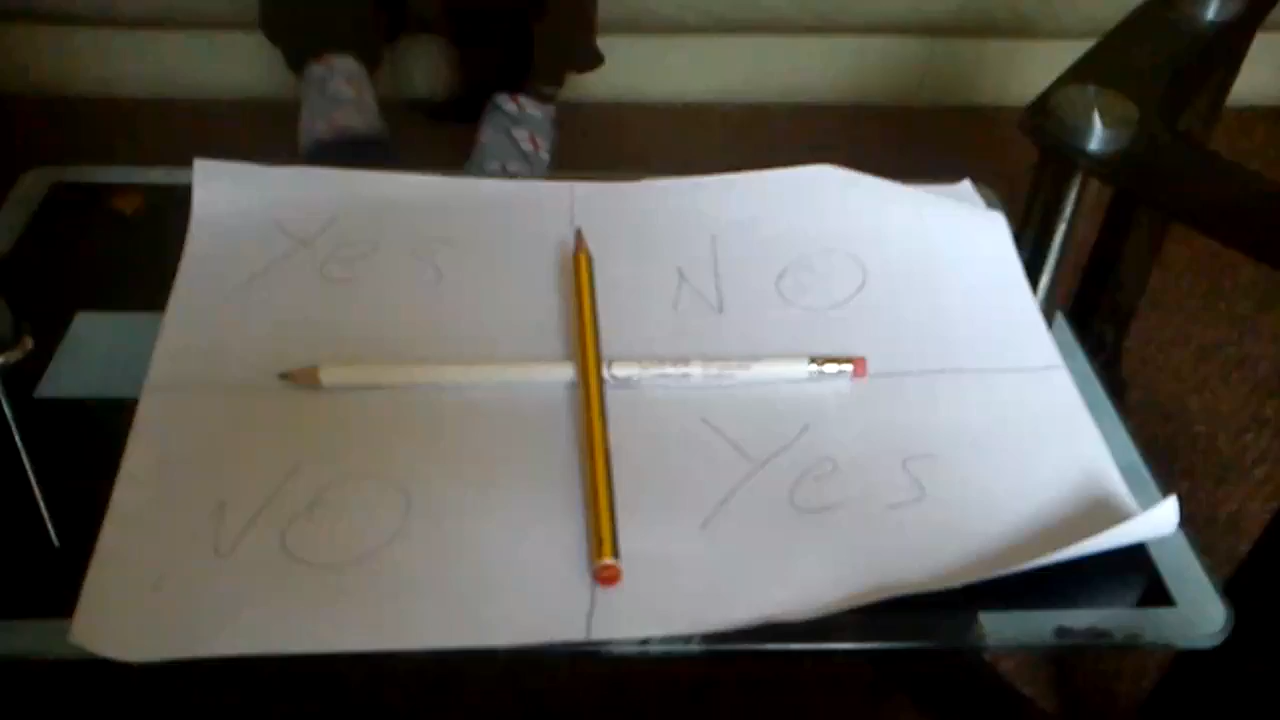 Yes NO
NO Yes